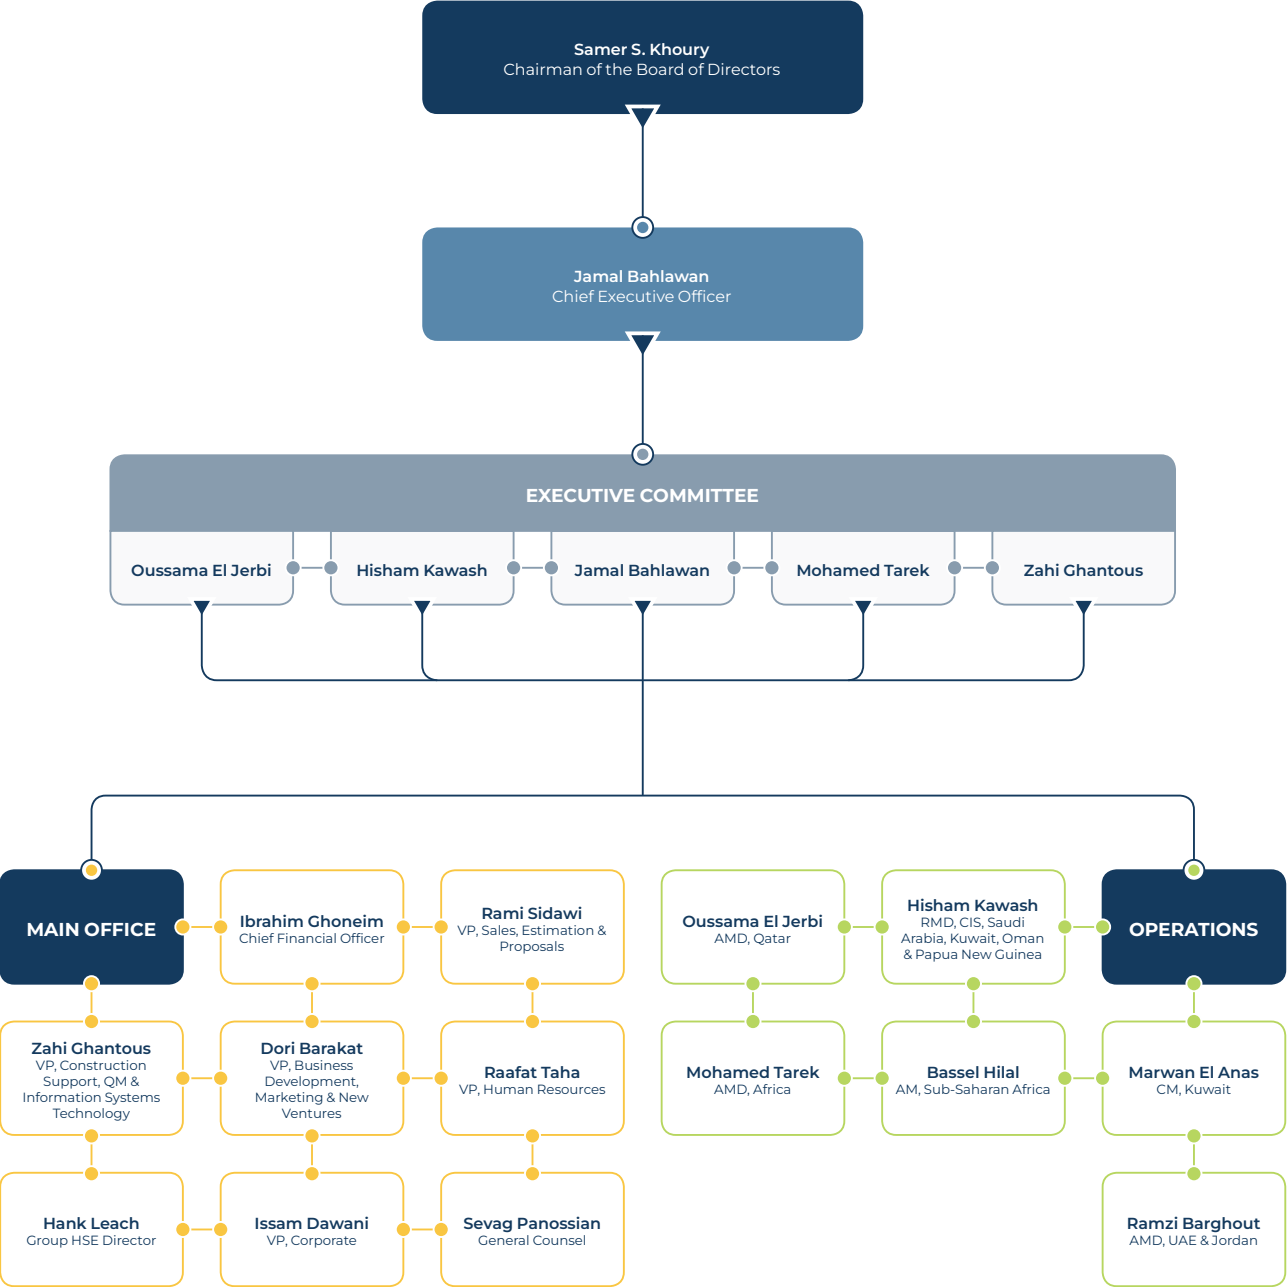 Samer S. Khoury
Chairman of the Board of Directors
Jamal Bahlawan
Chief Executive Officer
EXECUTIVE COMMITTEE
Oussama El Jerbi
Hisham Kawash
Jamal Bahlawan
Mohamed Tarek
Zahi Ghantous
MAIN OFFICE
Ibrahim Ghoneim
Chief Financial Officer
Rami Sidawi
VP, Sales, Estimation &
Proposals
Oussama El Jerbi
AMD, Qatar
Hisham Kawash
RMD, CIS, Saudi
Arabia, Kuwait, Oman
& Papua New Guinea
OPERATIONS
Zahi Ghantous
VP, Construction
Support, QM &
Information Systems
Technology
Dori Barakat
VP, Business
Development,
Marketing & New
Ventures
Raafat Taha
VP, Human Resources
Mohamed Tarek
AMD, Africa
Bassel Hilal
AM, Sub-Saharan Africa
Marwan El Anas
CM, Kuwait
Hank Leach
Group HSE Director
Issam Dawani
VP, Corporate
Sevag Panossian
General Counsel
Ramzi Barghout
AMD, UAE & Jordan